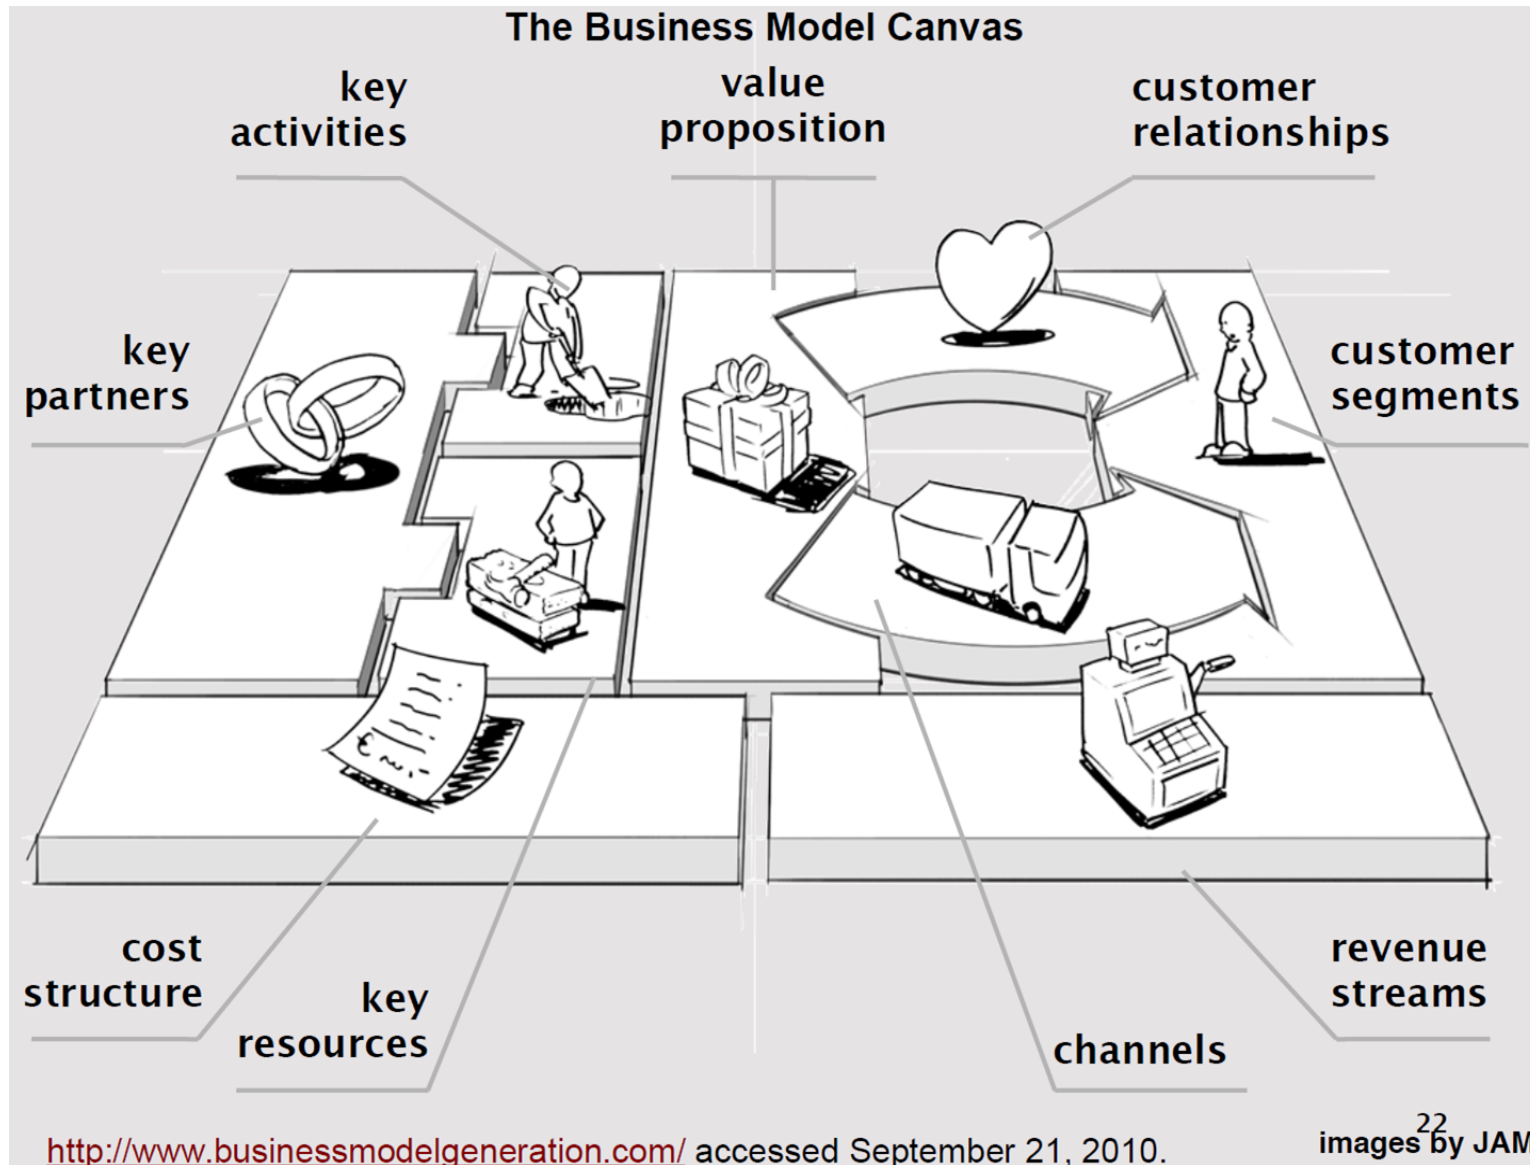 The Business Model Canvas
key
activities
value
proposition
customer
relationships
key
partners
customer
segments
cost
structure
key
resources
channels
revenue
streams
22
http://www.businessmodelgeneration.com/ accessed September 21, 2010.
images by JAM